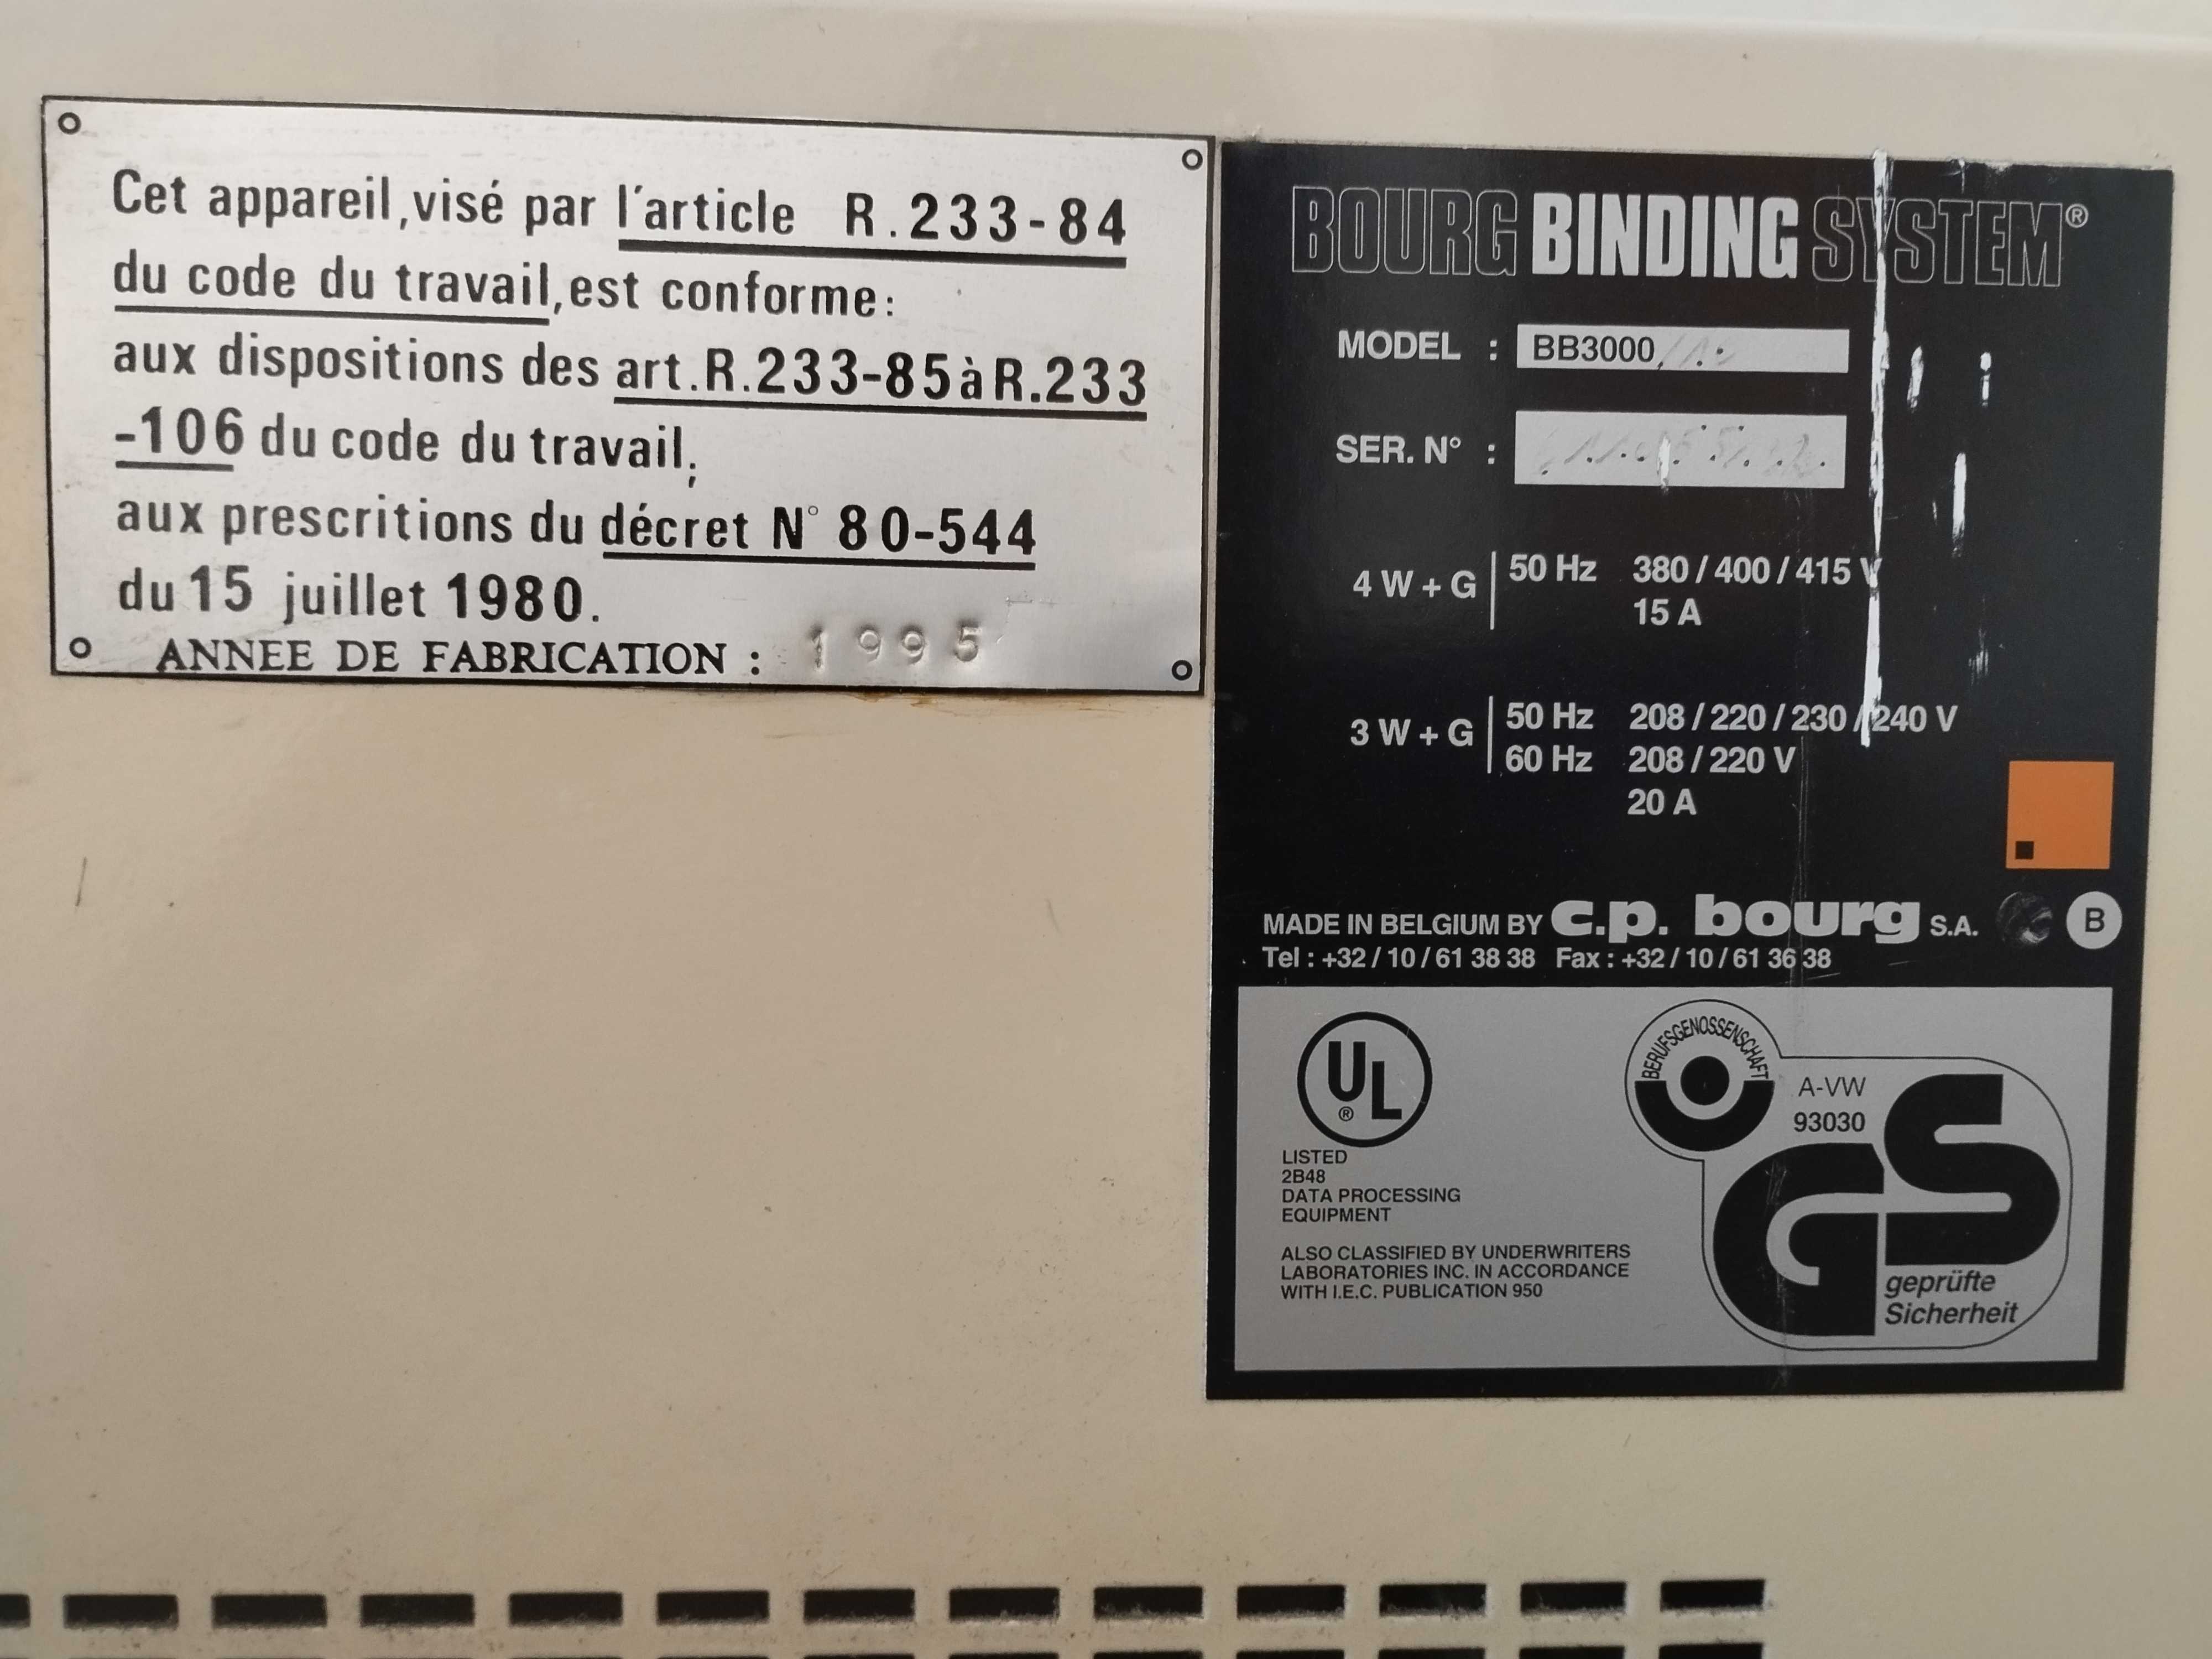 Cet appareil, visé par l'article R.233-84
du code du travail, est conforme:
aux dispositions des art.R.233-85 à R.233
-106 du code du travail;
aux prescritions du décret N° 80-544
du 15 juillet 1980.
ANNEE DE FABRICATION : 1995
BOURG BINDING SYSTEM®
MODEL : BB3000
SER. N° :
4 W + G
50 Hz 380 / 400 / 415 V
15 A
3 W + G
50 Hz 208 / 220 / 230 / 240 V
60 Hz 208 / 220 V
20 A
MADE IN BELGIUM BY c.p. bourg S.A. B
Tel : +32 / 10 / 61 38 38 Fax : +32 / 10 / 61 36 38
UL
®
LISTED
2B48
DATA PROCESSING
EQUIPMENT
ALSO CLASSIFIED BY UNDERWRITERS
LABORATORIES INC. IN ACCORDANCE
WITH I.E.C. PUBLICATION 950
BERUFSGENOSSENSCHAFT
A-VW
93030
GS
geprüfte
Sicherheit